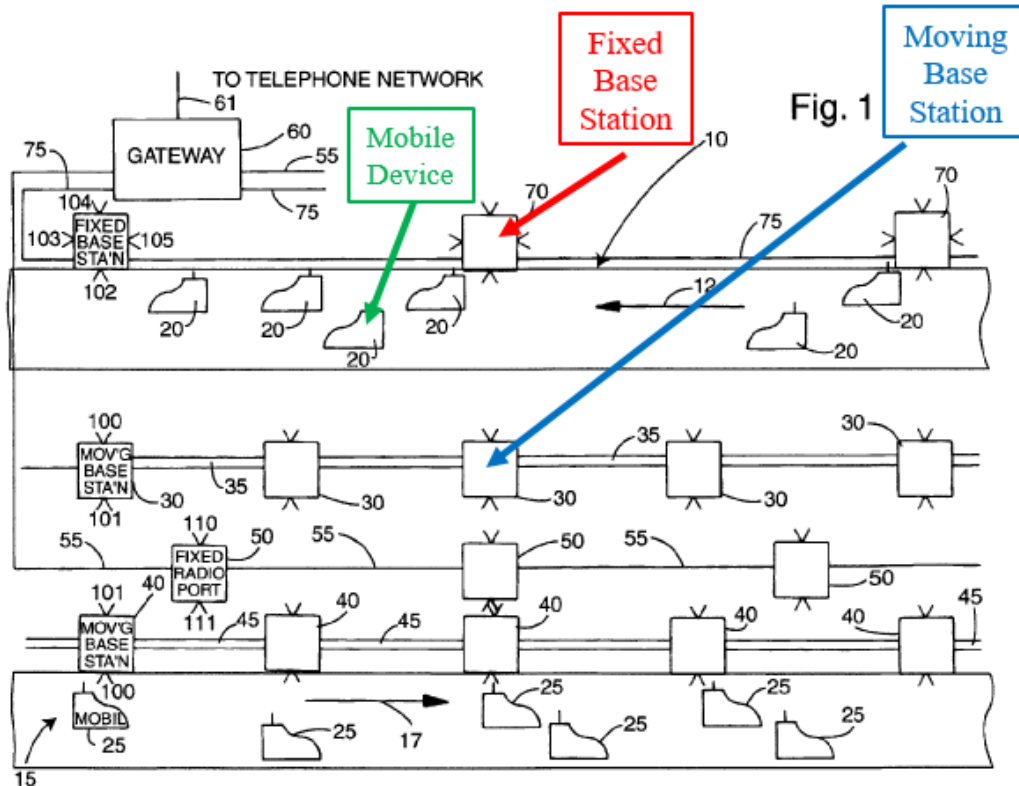 Fixed
Base
Station
Moving
Base
Station
TO TELEPHONE NETWORK
Fig. 1
61
60
GATEWAY
Mobile
Device
10
75
55
75
70
70
104
FIXED
BASE
STA'N
103
105
102
75
12
20
20
20
20
20
20
100
MOV'G
BASE
STA'N
101
30
35
30
30
35
30
30
55
110
FIXED
RADIO
PORT
111
50
55
50
55
50
101
40
MOV'G
BASE
STA'N
100
45
40
45
40
40
40
45
MOBIL
25
25
17
25
25
25
25
15